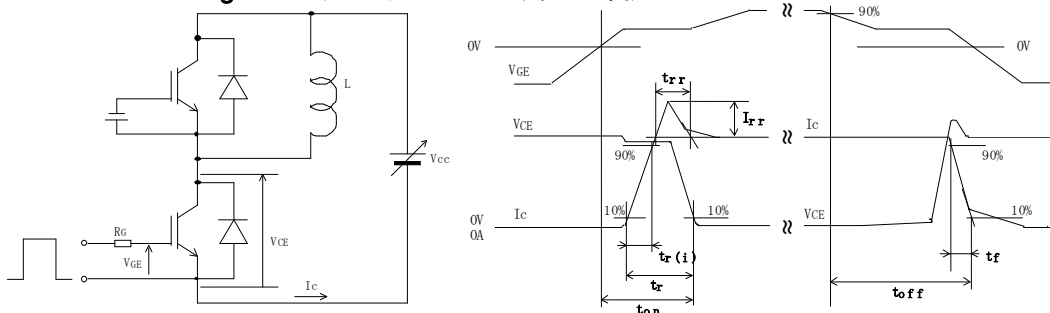 L
Vcc
RG
VGE
VCE
Ic
0V
VGE
VCE
0V
0A
Ic
90%
10%
trr
Irr
10%
tr(i)
tr
ton
90%
0V
Ic
90%
VCE
10%
tf
toff